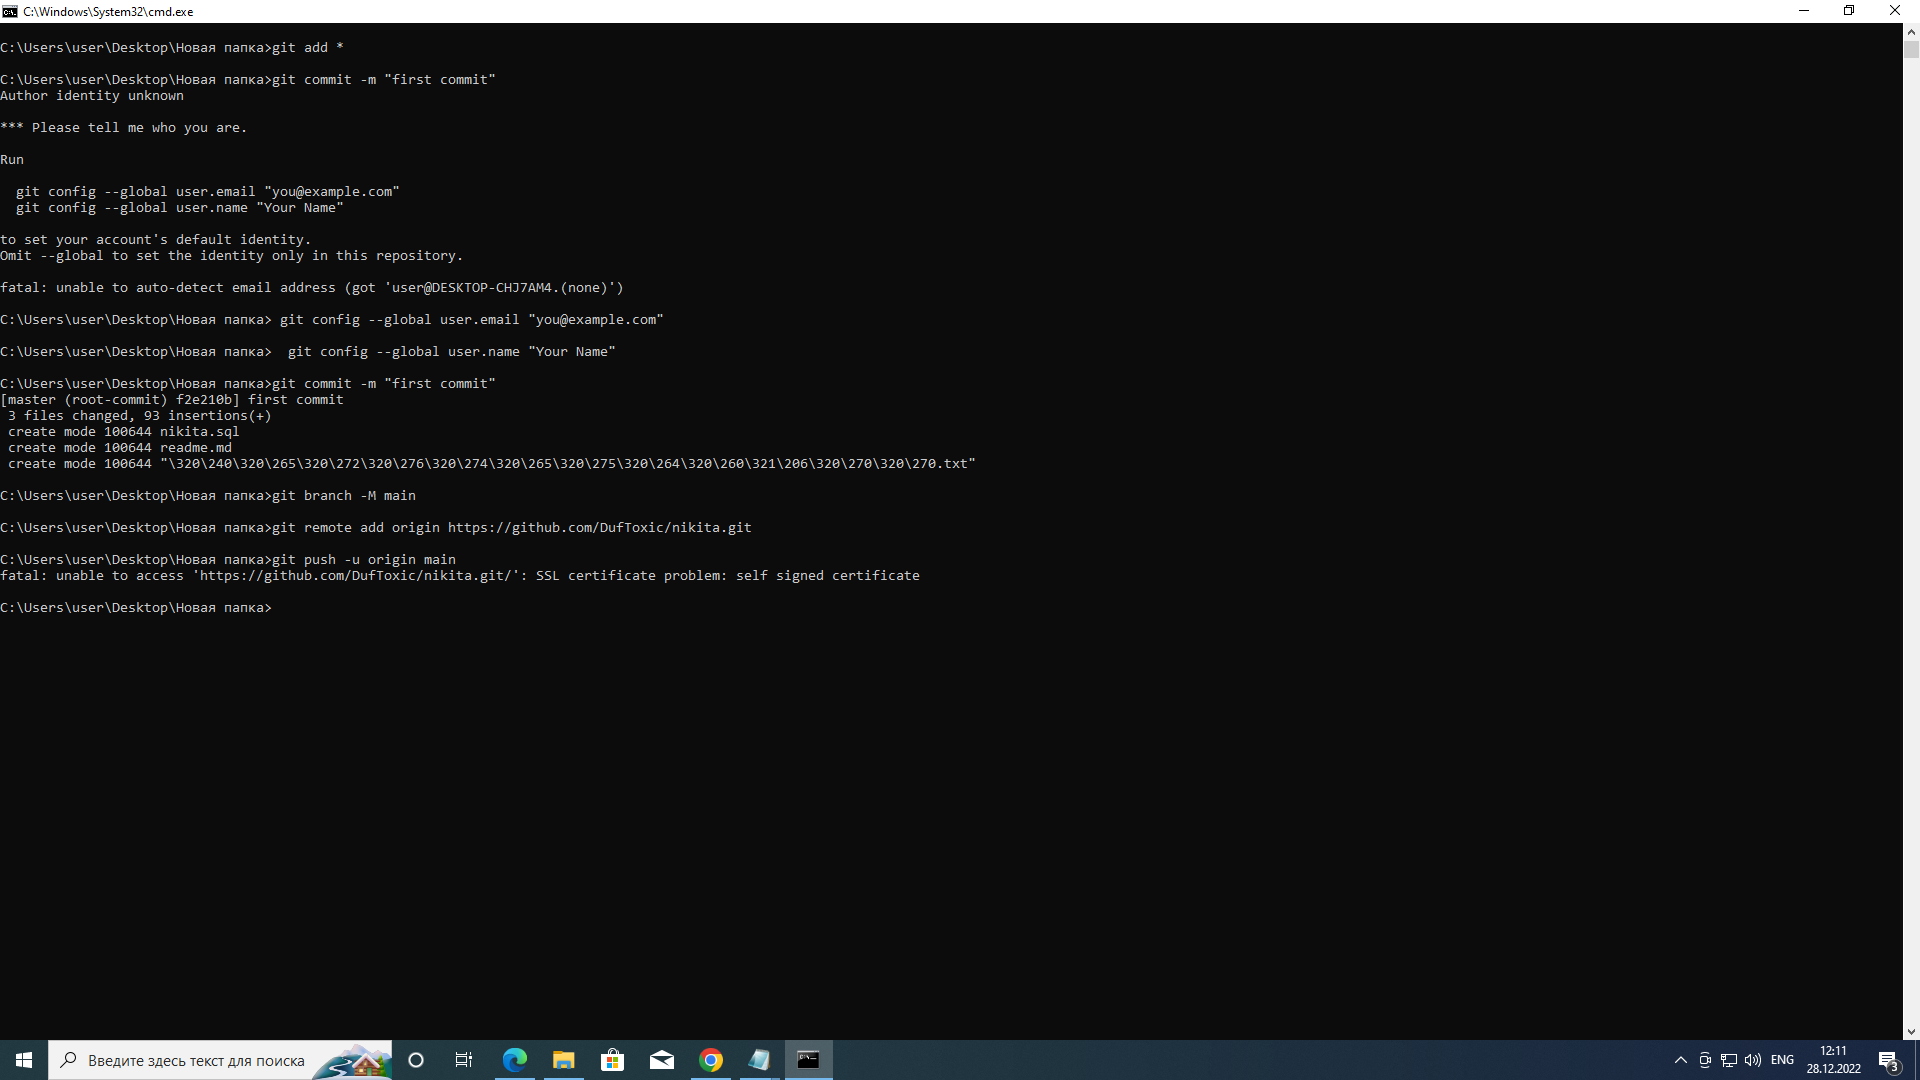 C:\Windows\System32\cmd.exe
C:\Users\user\Desktop\Новая папка>git add *
C:\Users\user\Desktop\Новая папка>git commit -m "first commit"
Author identity unknown
*** Please tell me who you are.
Run
git config --global user.email "you@example.com"
git config --global user.name "Your Name"
to set your account's default identity.
Omit --global to set the identity only in this repository.
fatal: unable to auto-detect email address (got 'user@DESKTOP-CHJ7AM4.(none)')
C:\Users\user\Desktop\Новая папка> git config --global user.email "you@example.com"
C:\Users\user\Desktop\Новая папка>  git config --global user.name "Your Name"
C:\Users\user\Desktop\Новая папка>git commit -m "first commit"
[master (root-commit) f2e210b] first commit
3 files changed, 93 insertions(+)
create mode 100644 nikita.sql
create mode 100644 readme.md
create mode 100644 "\320\240\320\265\320\272\320\276\320\274\320\265\320\275\320\264\320\260\321\206\320\270\320\270.txt"
C:\Users\user\Desktop\Новая папка>git branch -M main
C:\Users\user\Desktop\Новая папка>git remote add origin https://github.com/DufToxic/nikita.git
C:\Users\user\Desktop\Новая папка>git push -u origin main
fatal: unable to access 'https://github.com/DufToxic/nikita.git/': SSL certificate problem: self signed certificate
C:\Users\user\Desktop\Новая папка>
Введите здесь текст для поиска
ENG
12:11
28.12.2022
3